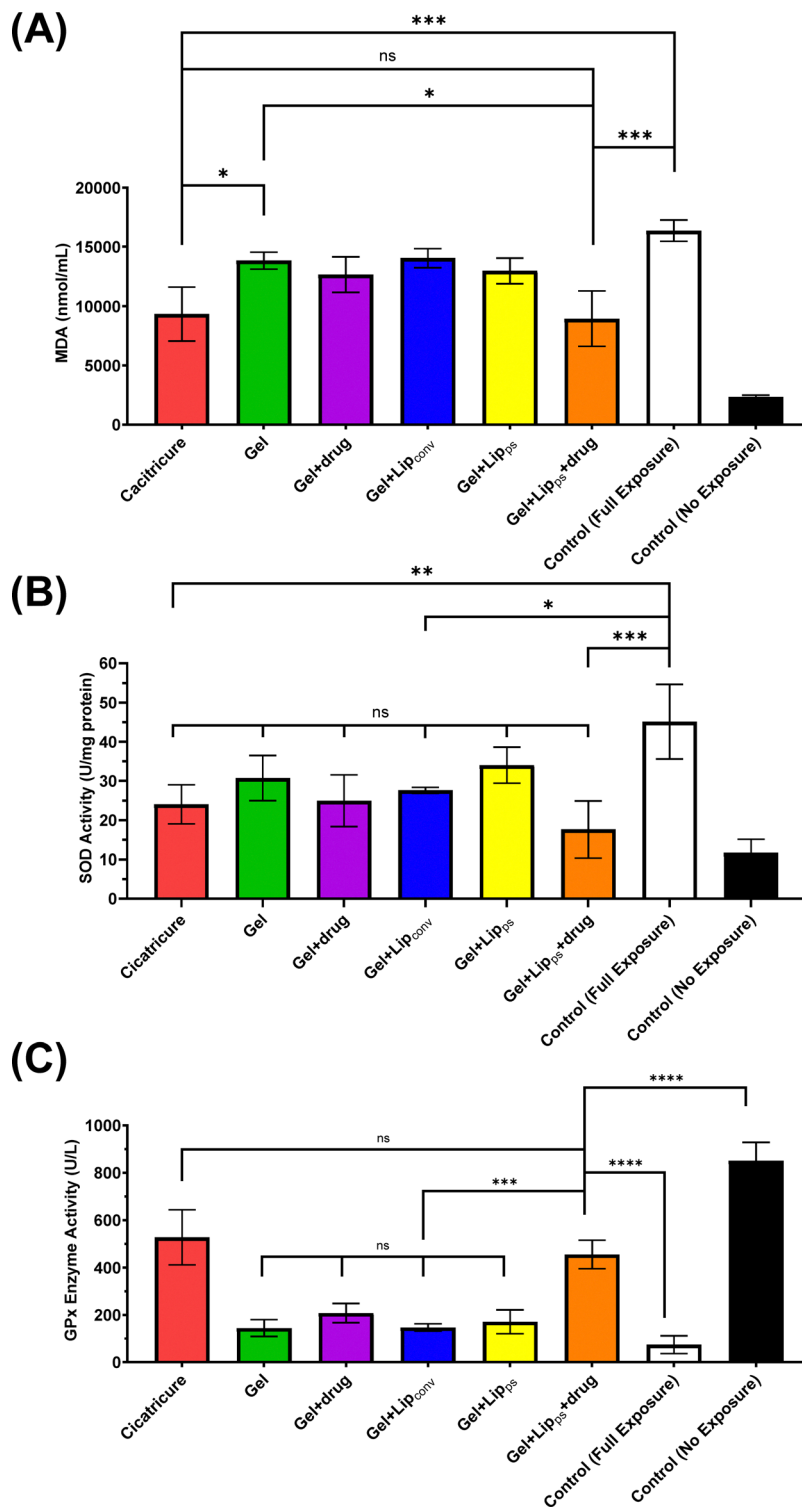 (A)
***
ns
*
***
*
MDA (nmol/mL)
20000
15000
10000
5000
0
Cacitricure
Gel
Gel+drug
Gel+Lipconv
Gel+Lipps
Gel+Lipps+drug
Control (Full Exposure)
Control (No Exposure)
(B)
**
*
***
ns
SOD Activity (U/mg protein)
60
50
40
30
20
10
0
Cicatricure
Gel
Gel+drug
Gel+Lipconv
Gel+Lipps
Gel+Lipps+drug
Control (Full Exposure)
Control (No Exposure)
(C)
****
ns
****
***
ns
GPx Enzyme Activity (U/L)
1000
800
600
400
200
0
Cicatricure
Gel
Gel+drug
Gel+Lipconv
Gel+Lipps
Gel+Lipps+drug
Control (Full Exposure)
Control (No Exposure)